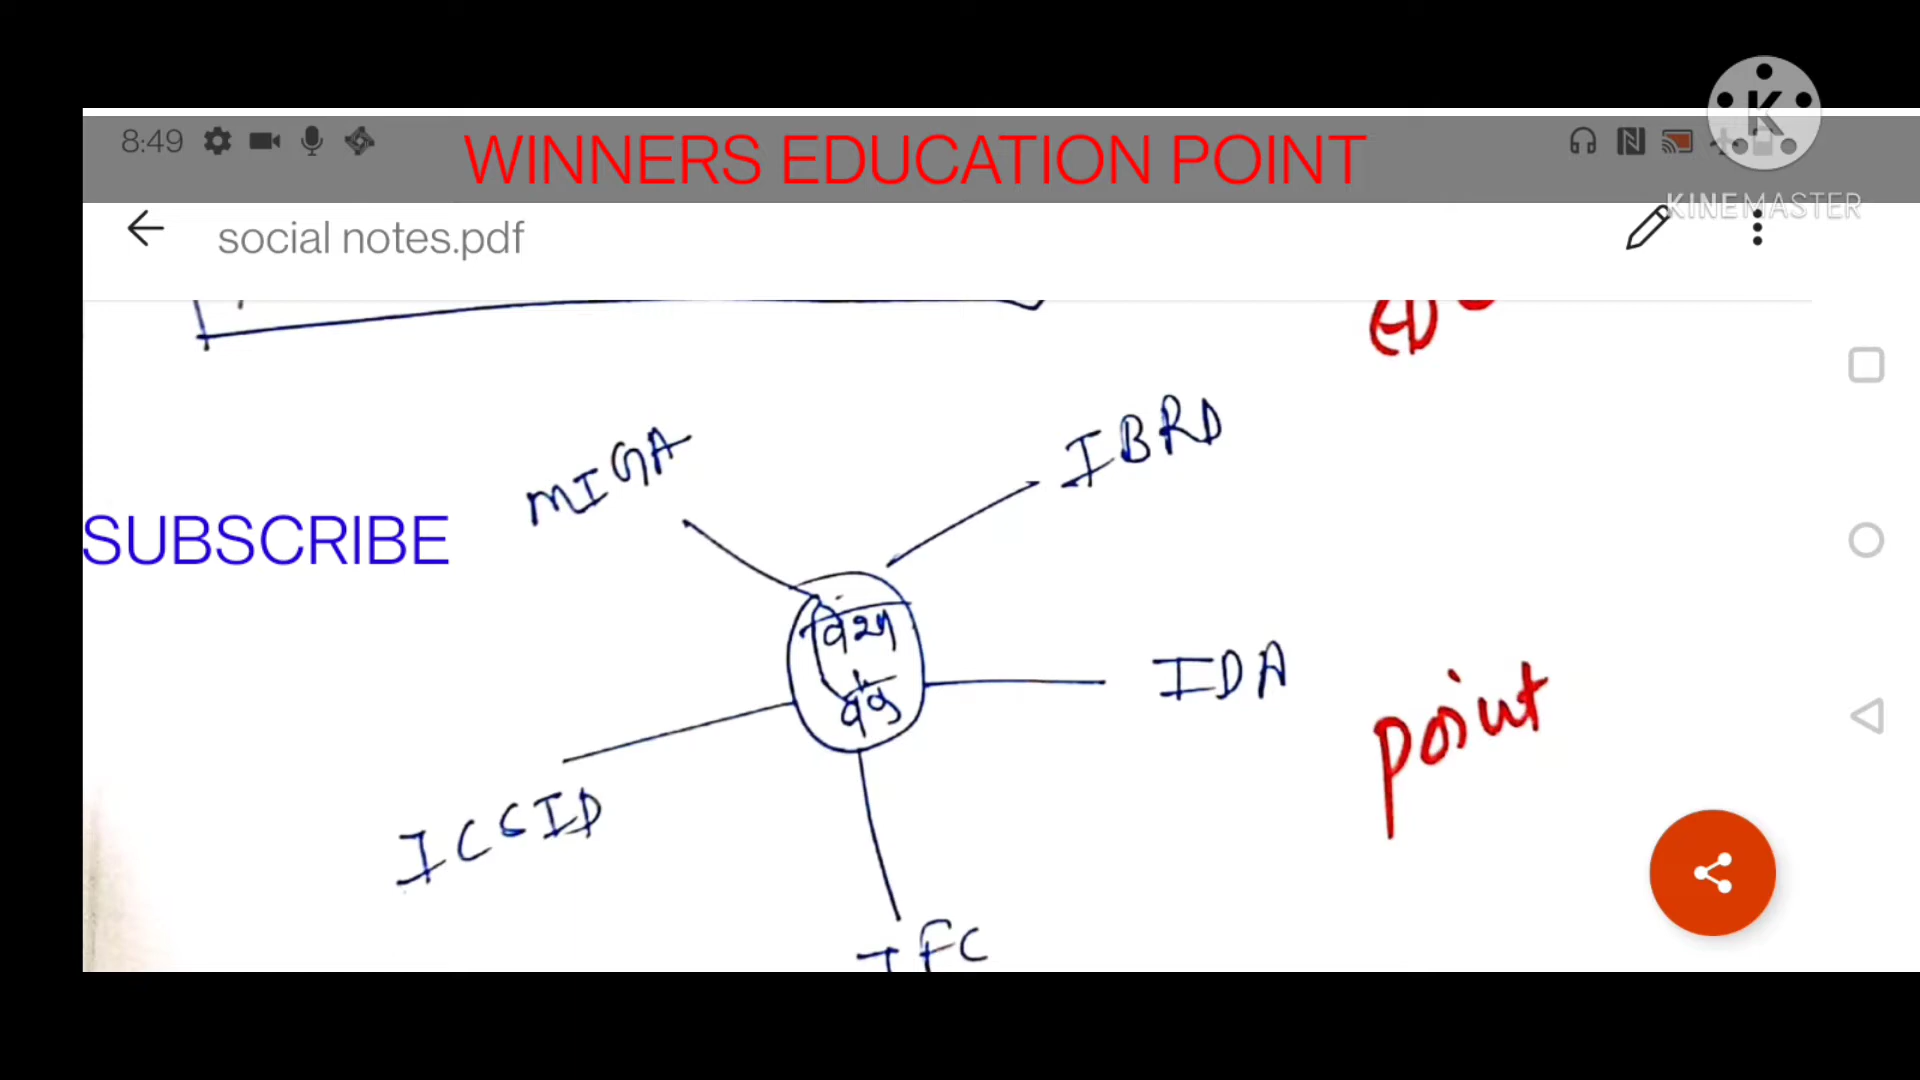 8:49
WINNERS EDUCATION POINT
K
KINEMASTER
social notes.pdf
MIGA
IBRD
SUBSCRIBE
विश्व
बैंक
IDA
point
ICSID
IFC